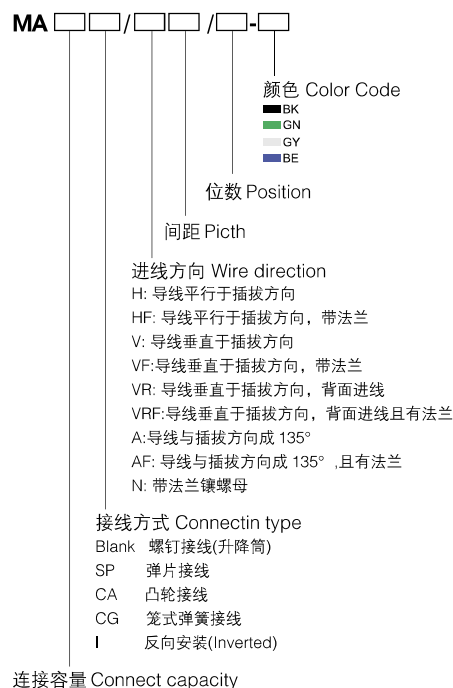 MA / / -
颜色 Color Code
BK
GN
GY
BE
位数 Position
间距 Picth
进线方向 Wire direction
H: 导线平行于插拔方向
HF: 导线平行于插拔方向，带法兰
V: 导线垂直于插拔方向
VF:导线垂直于插拔方向，带法兰
VR: 导线垂直于插拔方向，背面进线
VRF:导线垂直于插拔方向，背面进线且有法兰
A:导线与插拔方向成 135°
AF: 导线与插拔方向成 135° ,且有法兰
N: 带法兰镶螺母
接线方式 Connectin type
Blank 螺钉接线(升降筒)
SP 弹片接线
CA 凸轮接线
CG 笼式弹簧接线
I 反向安装(Inverted)
连接容量 Connect capacity